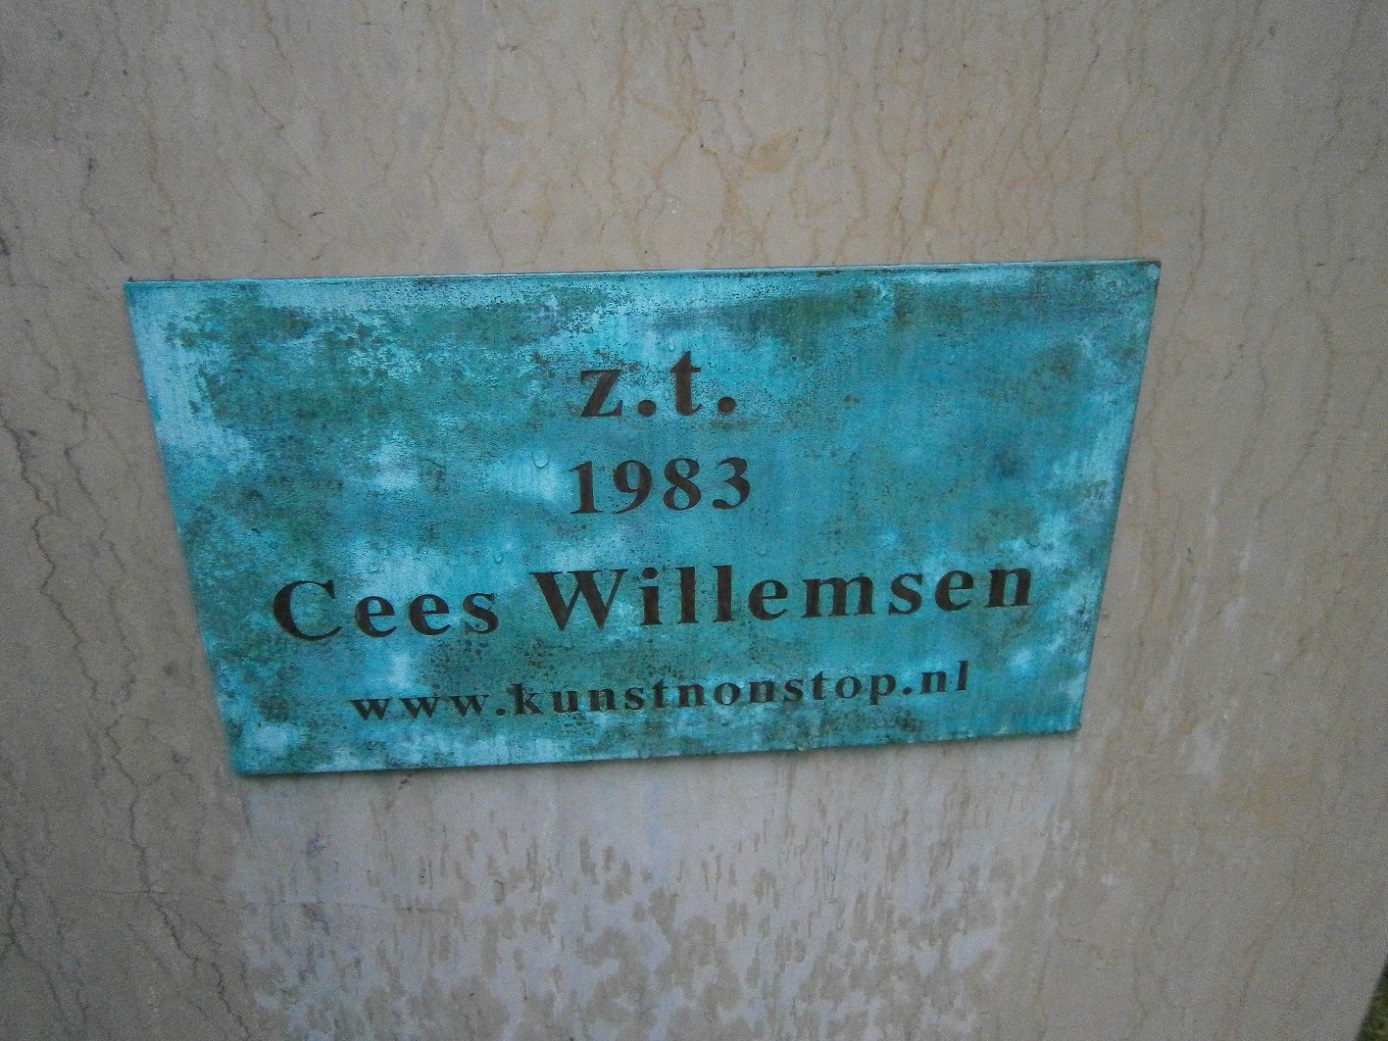 z.t.
1983
Cees Willemsen
www.kunstnonstop.nl